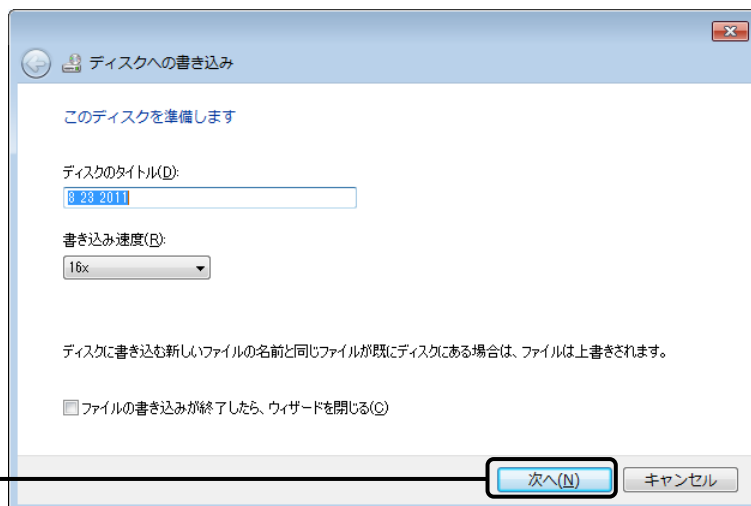 ディスクへの書き込み
このディスクを準備します
ディスクのタイトル(D):
8 23 2011
書き込み速度(R):
16x
ディスクに書き込む新しいファイルの名前と同じファイルが既にディスクにある場合は、ファイルは上書きされます。
ファイルの書き込みが終了したら、ウィザードを閉じる(C)
次へ(N) キャンセル